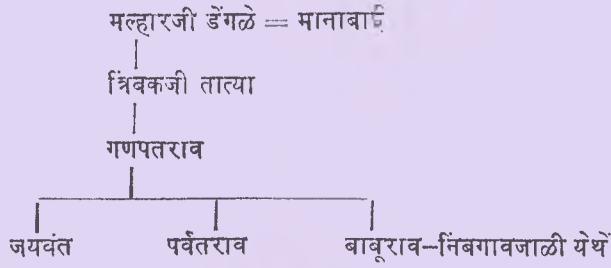 मल्हारजी डेंगळे = मानाबाई
त्रिंबकजी तात्या
गणपतराव
जयवंत पर्वतराव बाबूराव–निंबगावजाळी येथें